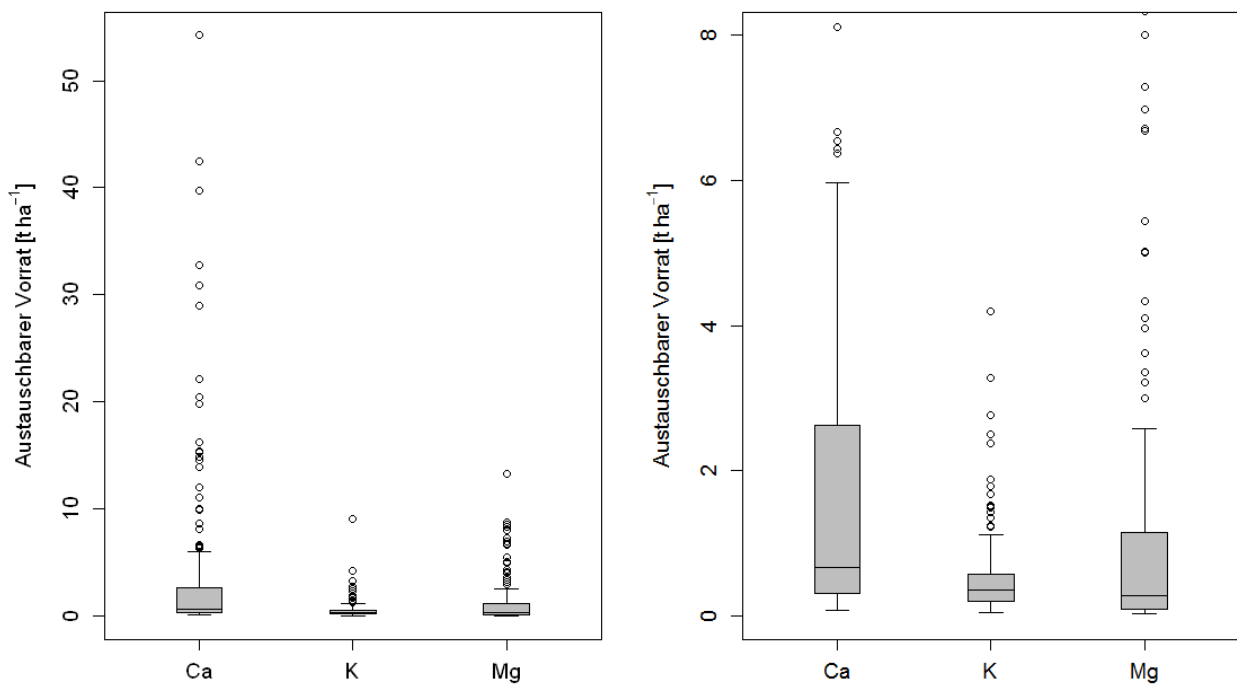 Austauschbarer Vorrat [t ha⁻¹]
50
40
30
20
10
0
Ca K Mg
Austauschbarer Vorrat [t ha⁻¹]
8
6
4
2
0
Ca K Mg